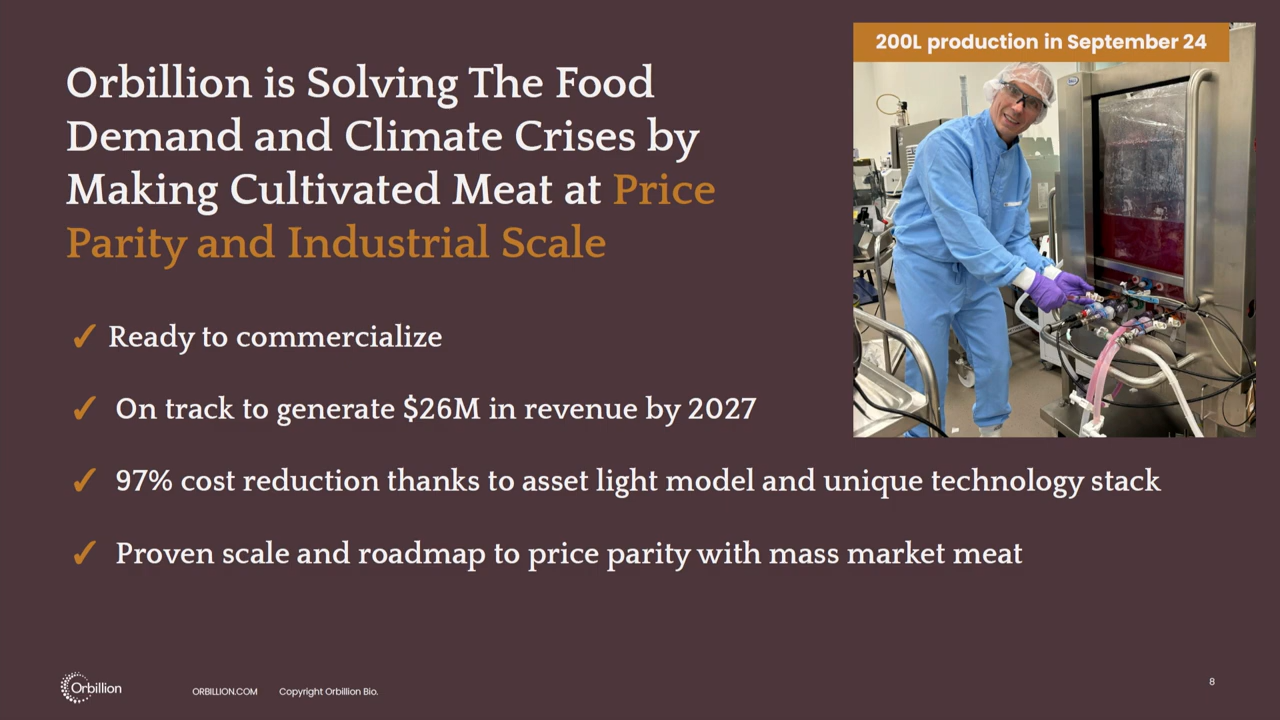 200L production in September 24
Orbillion is Solving The Food
Demand and Climate Crises by
Making Cultivated Meat at Price
Parity and Industrial Scale
✓ Ready to commercialize
✓ On track to generate $26M in revenue by 2027
✓ 97% cost reduction thanks to asset light model and unique technology stack
✓ Proven scale and roadmap to price parity with mass market meat
Orbillion
ORBILLION.COM Copyright Orbillion Bio.
8